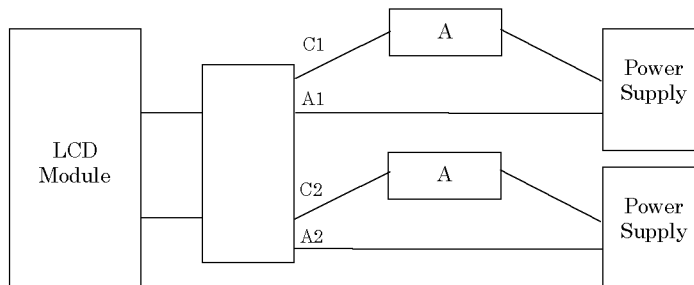 C1
A
Power
Supply
A1
LCD
Module
C2
A
Power
Supply
A2